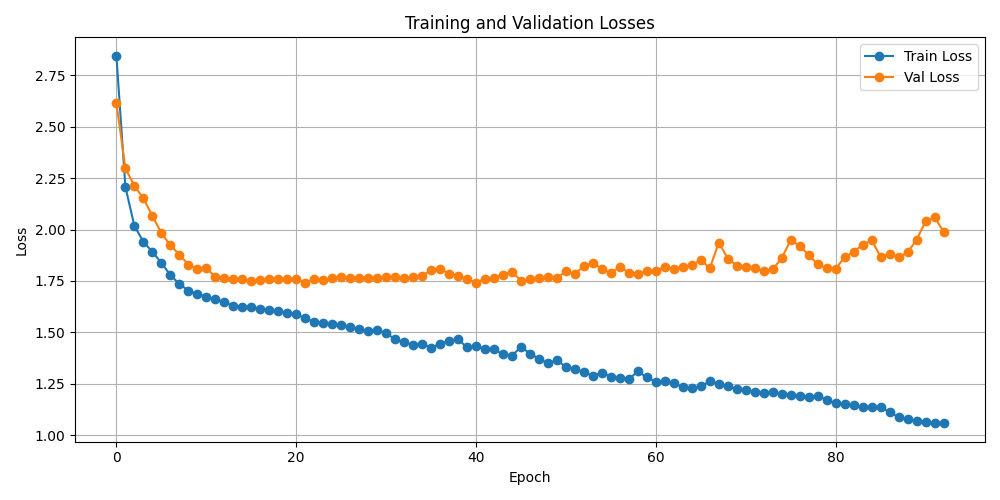 Training and Validation Losses
Train Loss
Val Loss
2.75
2.50
2.25
2.00
1.75
1.50
1.25
1.00
Loss
0 20 40 60 80
Epoch